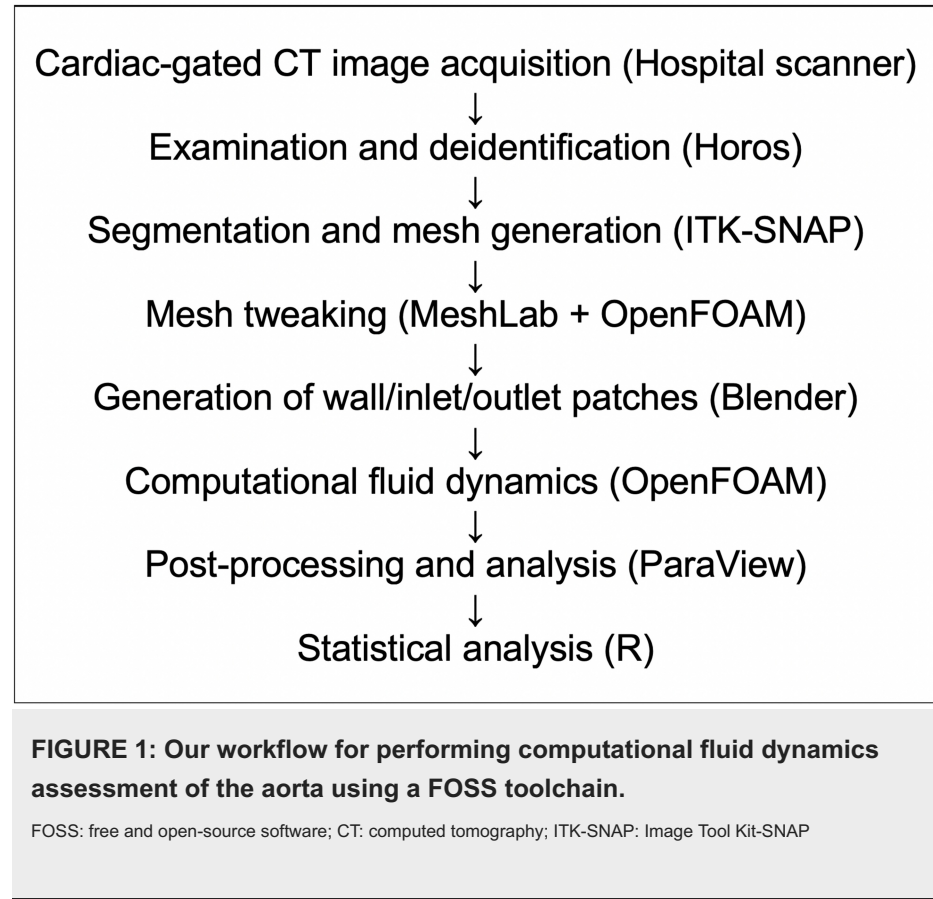 Cardiac-gated CT image acquisition (Hospital scanner)
↓
Examination and deidentification (Horos)
↓
Segmentation and mesh generation (ITK-SNAP)
↓
Mesh tweaking (MeshLab + OpenFOAM)
↓
Generation of wall/inlet/outlet patches (Blender)
↓
Computational fluid dynamics (OpenFOAM)
↓
Post-processing and analysis (ParaView)
↓
Statistical analysis (R)
FIGURE 1: Our workflow for performing computational fluid dynamics
assessment of the aorta using a FOSS toolchain.
FOSS: free and open-source software; CT: computed tomography; ITK-SNAP: Image Tool Kit-SNAP